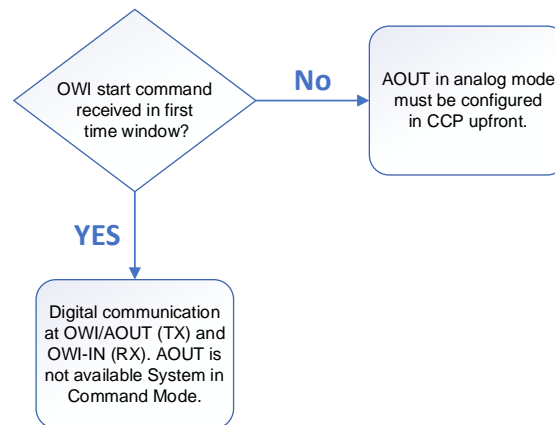 OWI start command
received in first
time window?
No
AOUT in analog mode
must be configured
in CCP upfront.
YES
Digital communication
at OWI/AOUT (TX) and
OWI-IN (RX). AOUT is
not available System in
Command Mode.